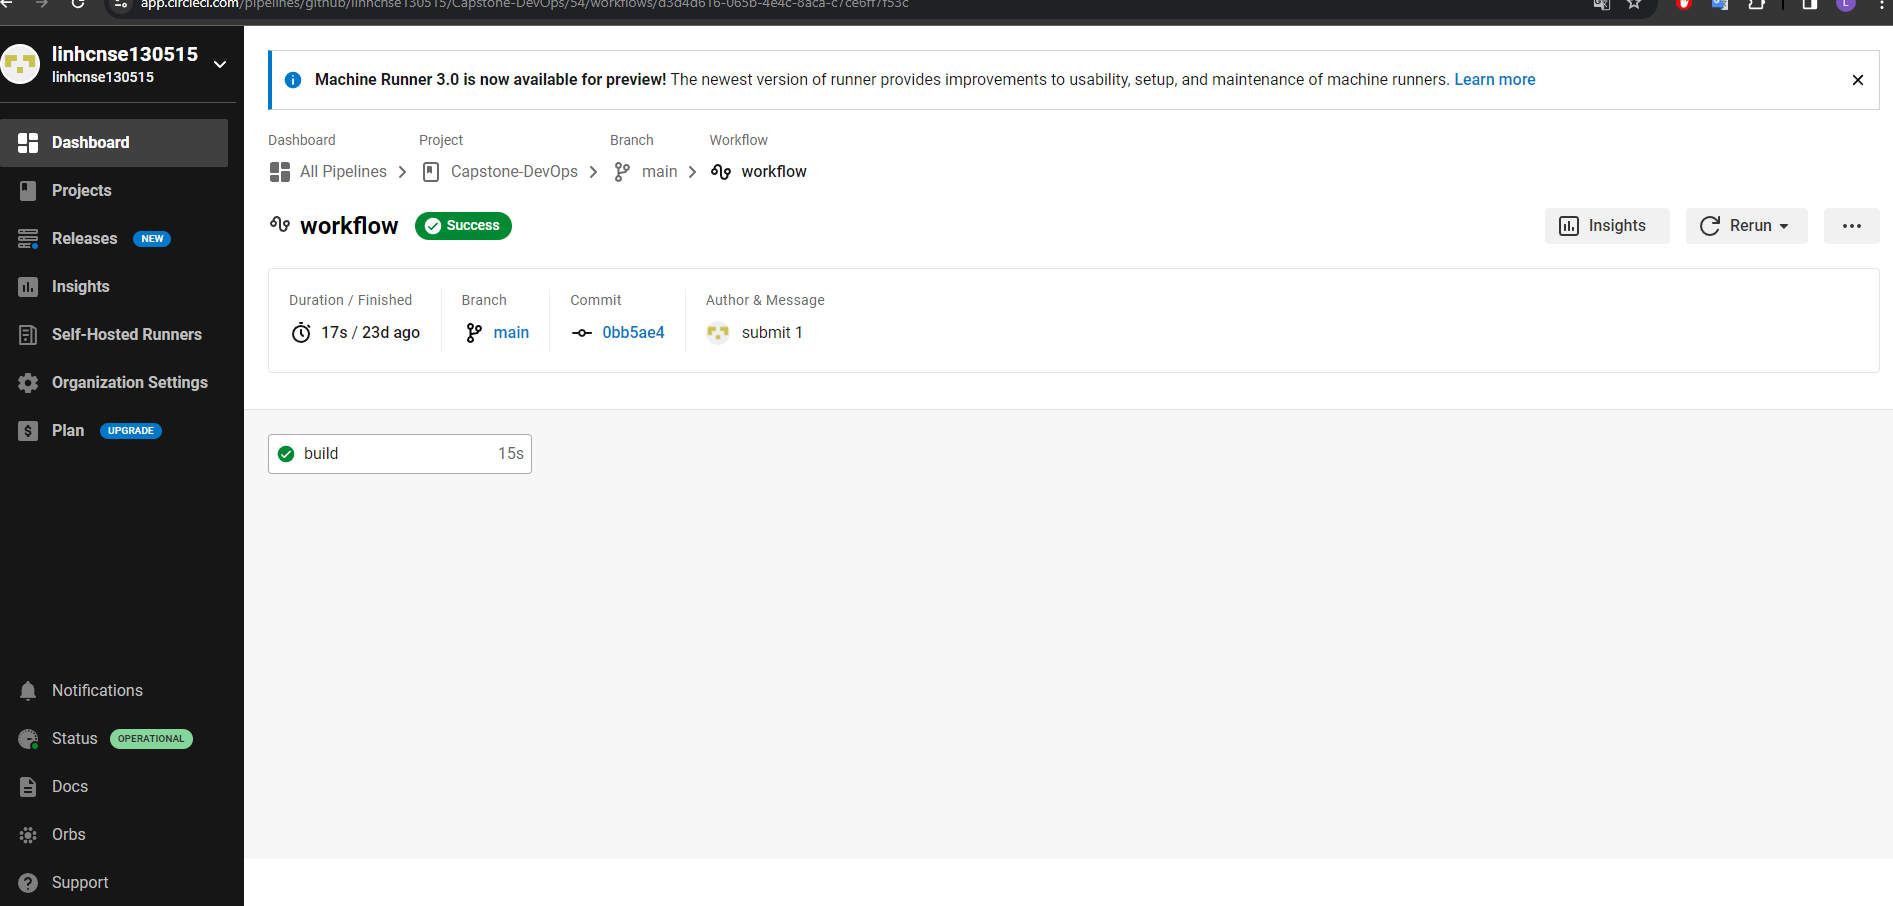 app.circleci.com/pipelines/github/linhcnse130515/Capstone-DevOps/54/workflows/d3d4d616-065b-4e4c-8aca-c7ce6ff7f53c
L
linhcnse130515
linhcnse130515
Dashboard
Projects
Releases NEW
Insights
Self-Hosted Runners
Organization Settings
Plan UPGRADE
Notifications
Status OPERATIONAL
Docs
Orbs
Support
Machine Runner 3.0 is now available for preview! The newest version of runner provides improvements to usability, setup, and maintenance of machine runners. Learn more
Dashboard Project Branch Workflow
All Pipelines Capstone-DevOps main workflow
workflow Success
Insights Rerun
Duration / Finished Branch Commit Author & Message
17s / 23d ago main 0bb5ae4 submit 1
build 15s